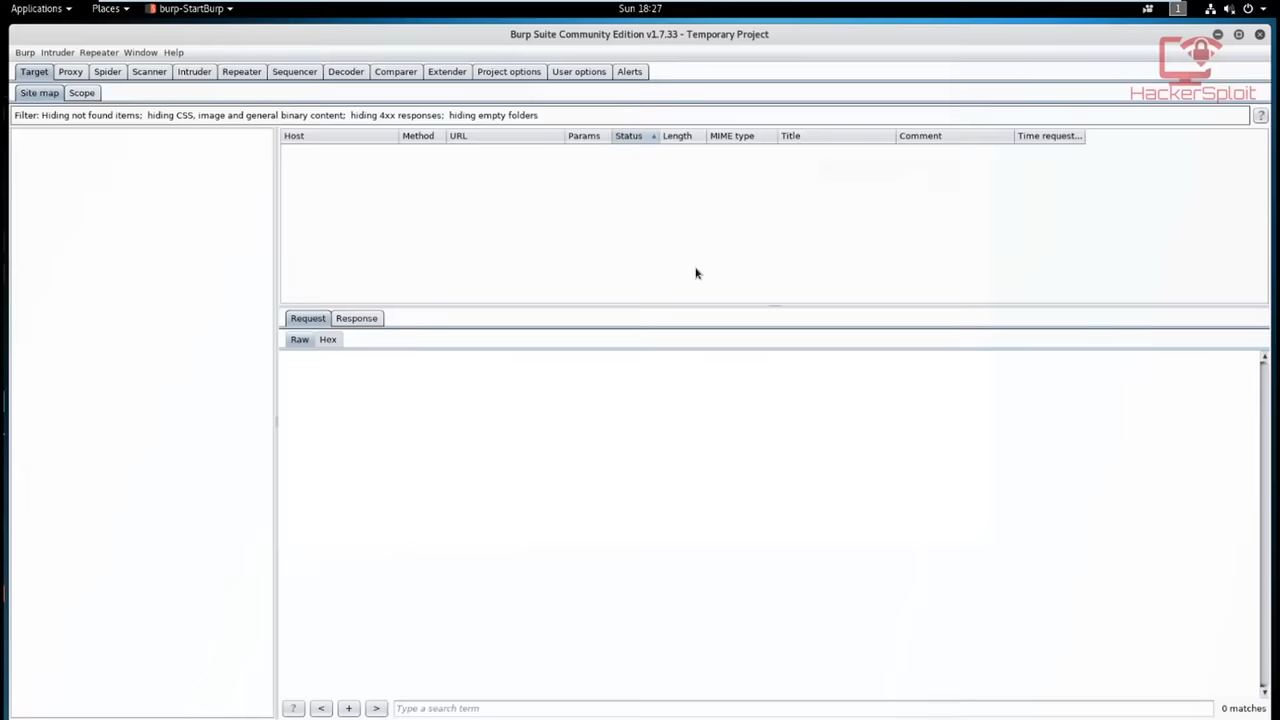 Applications Places burp-StartBurp Sun 18:27 1
Burp Suite Community Edition v1.7.33 - Temporary Project
Burp Intruder Repeater Window Help
HackerSploit
Target Proxy Spider Scanner Intruder Repeater Sequencer Decoder Comparer Extender Project options User options Alerts
Site map Scope
Filter: Hiding not found items; hiding CSS, image and general binary content; hiding 4xx responses; hiding empty folders ?
Host Method URL Params Status Length MIME type Title Comment Time request...
Request Response
Raw Hex
? < + > Type a search term 0 matches